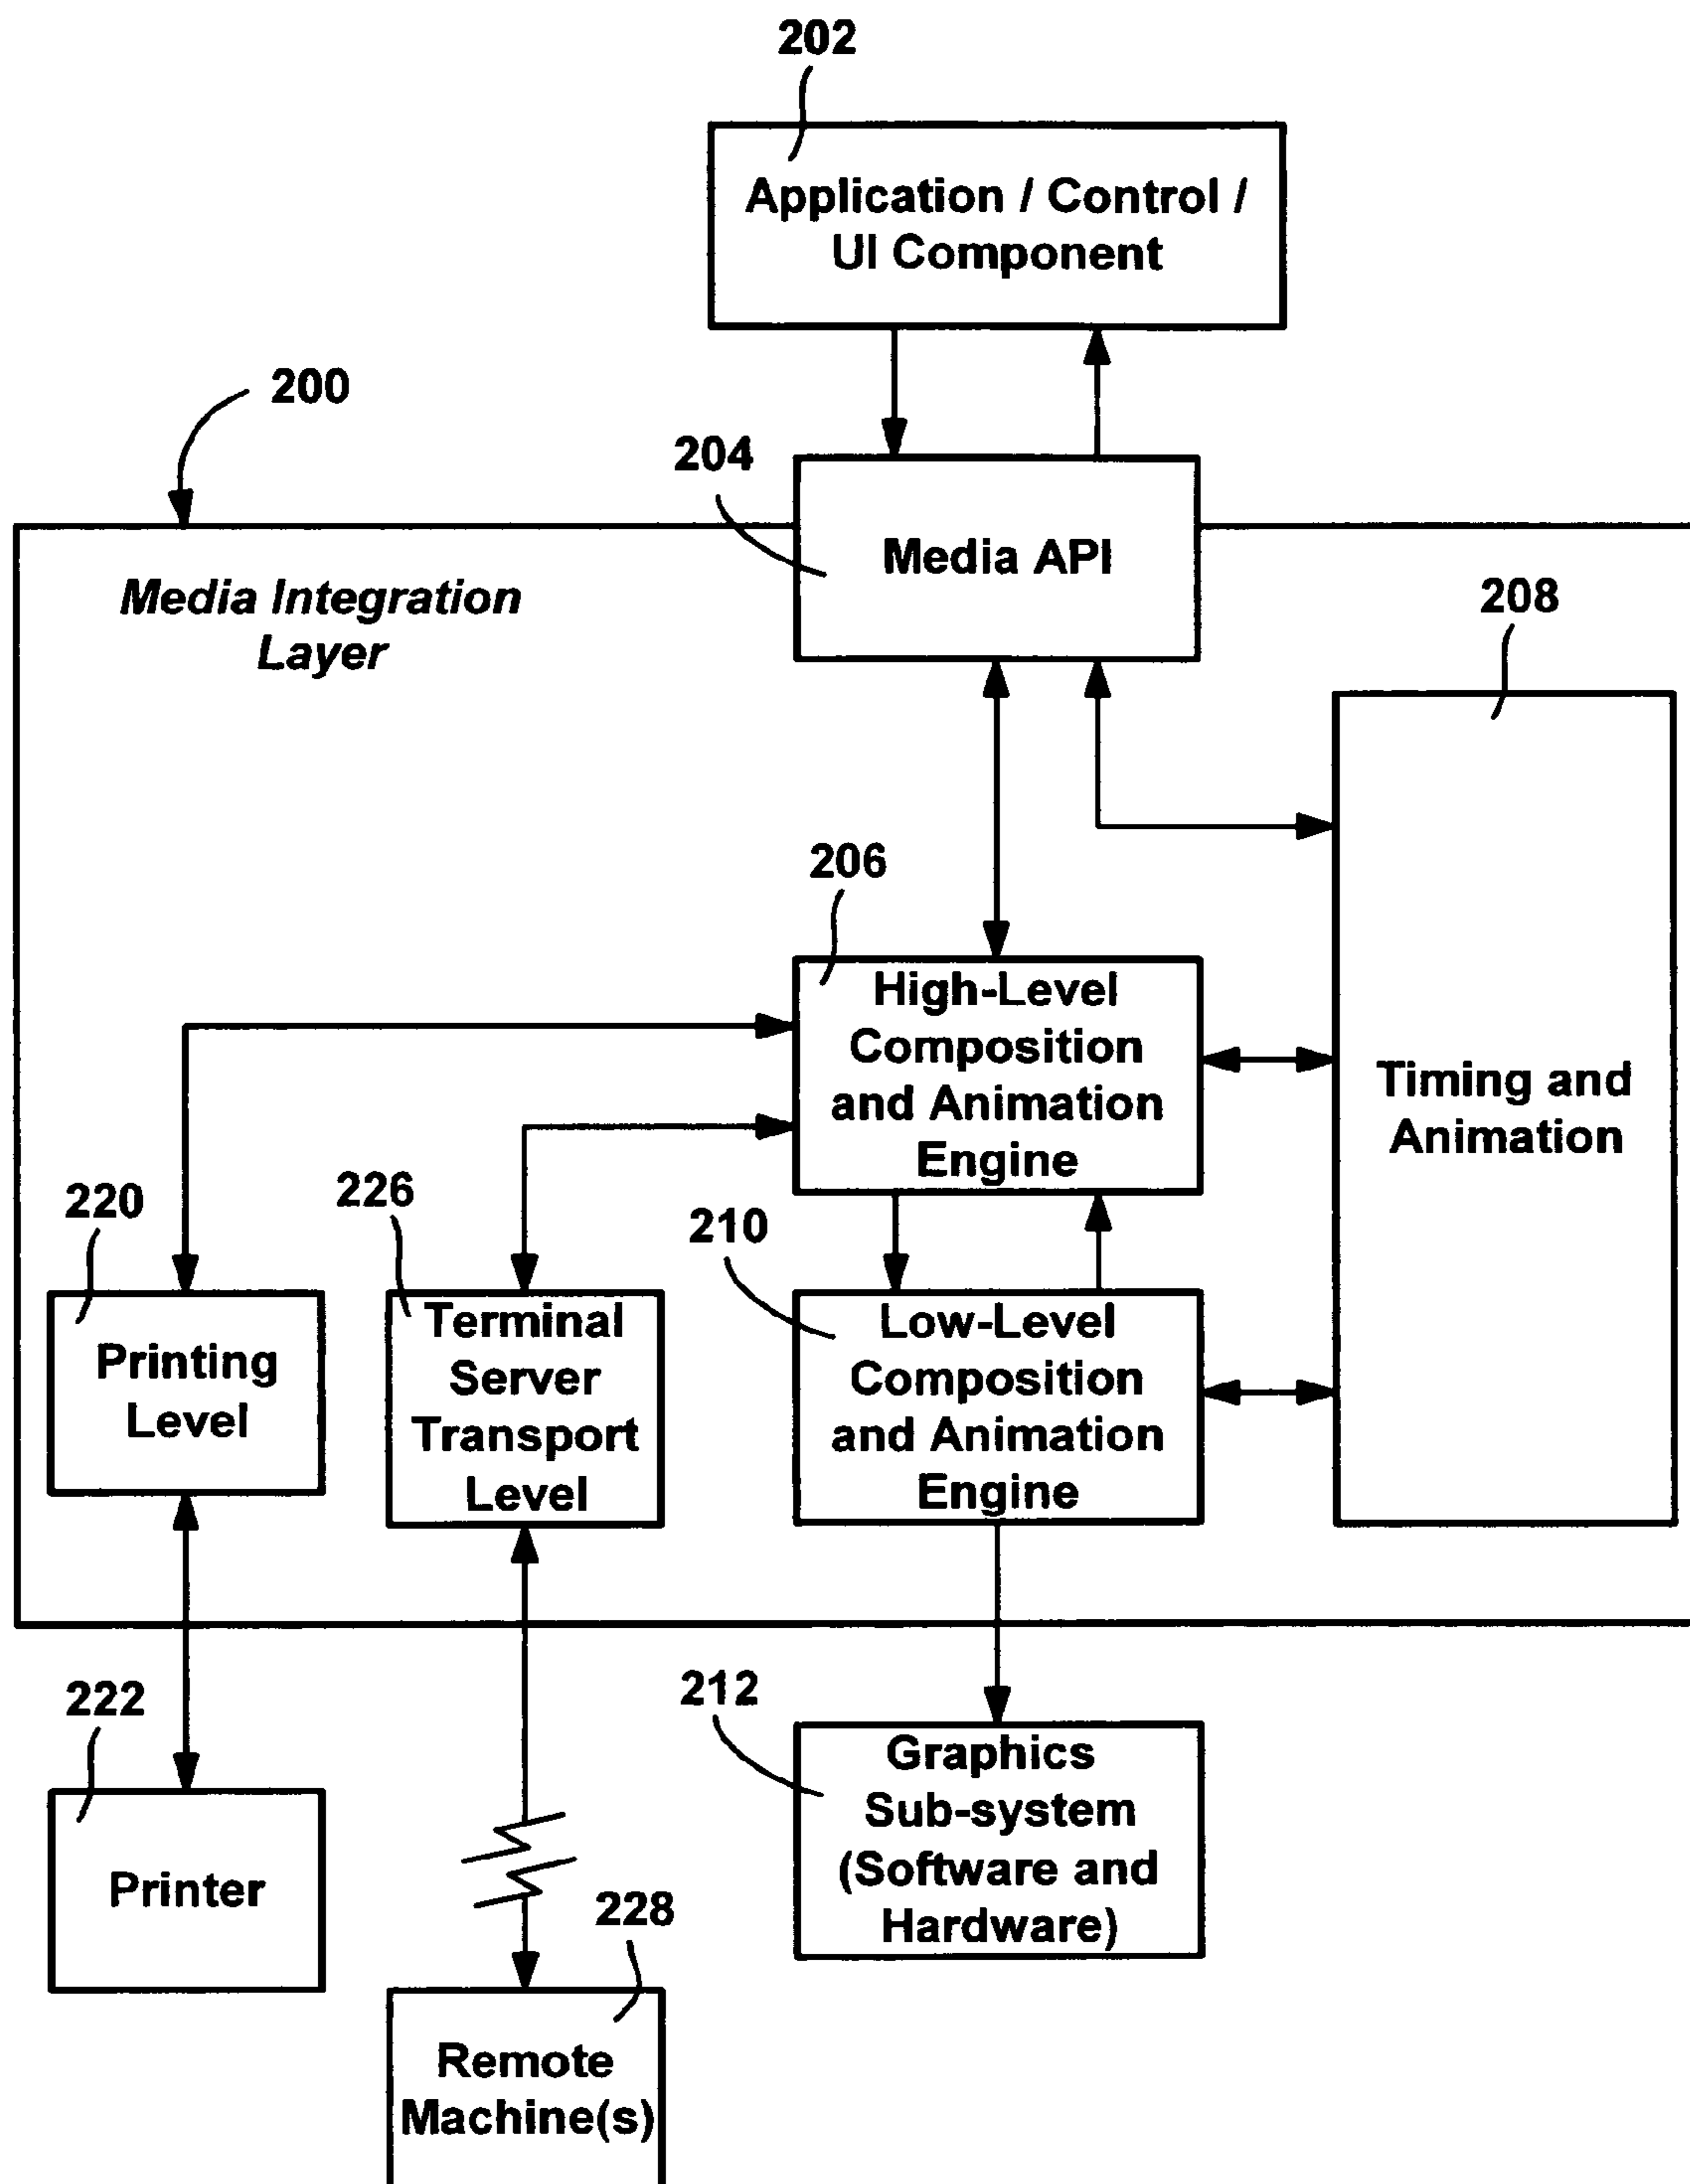 202
Application / Control /
UI Component
200
204
Media API
Media Integration
Layer
208
206
High-Level
Composition
and Animation
Engine
Timing and
Animation
220
226
210
Printing
Level
Terminal
Server
Transport
Level
Low-Level
Composition
and Animation
Engine
222
212
Printer
Graphics
Sub-system
(Software and
Hardware)
228
Remote
Machine(s)